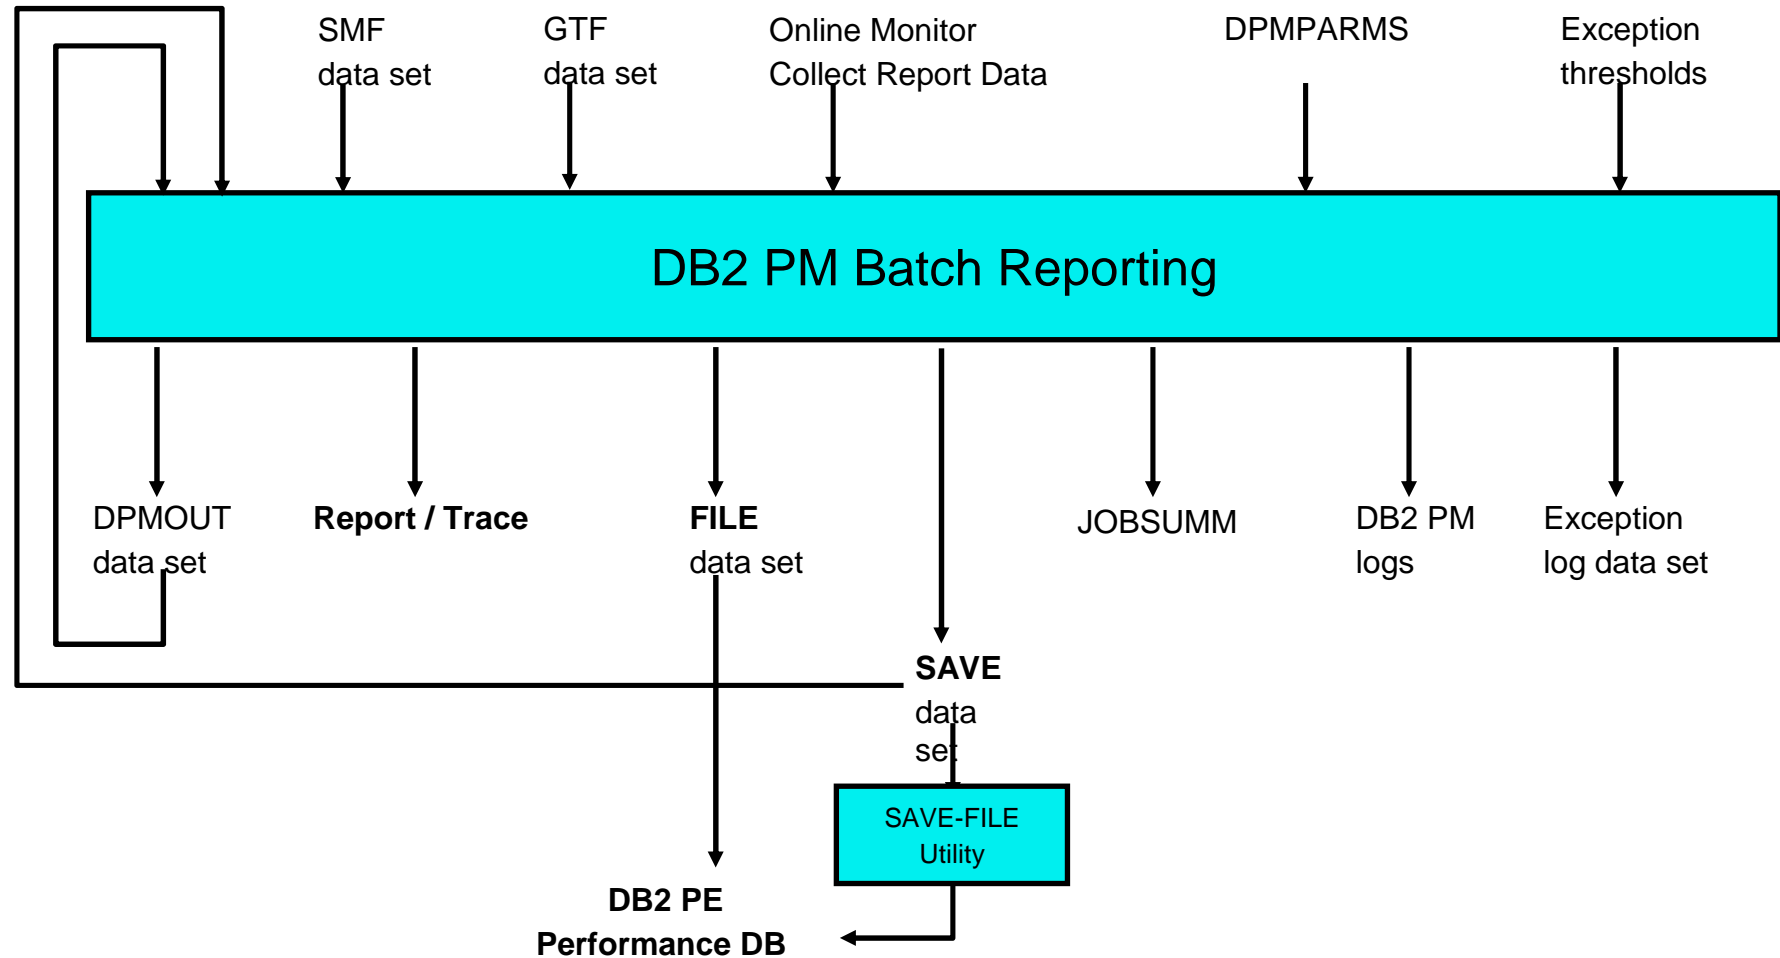 SMF
data set
GTF
data set
Online Monitor
Collect Report Data
DPMPARMS
Exception
thresholds
DB2 PM Batch Reporting
DPMOUT
data set
Report / Trace
FILE
data set
JOBSUMM
DB2 PM
logs
Exception
log data set
SAVE
data
set
SAVE-FILE
Utility
DB2 PE
Performance DB